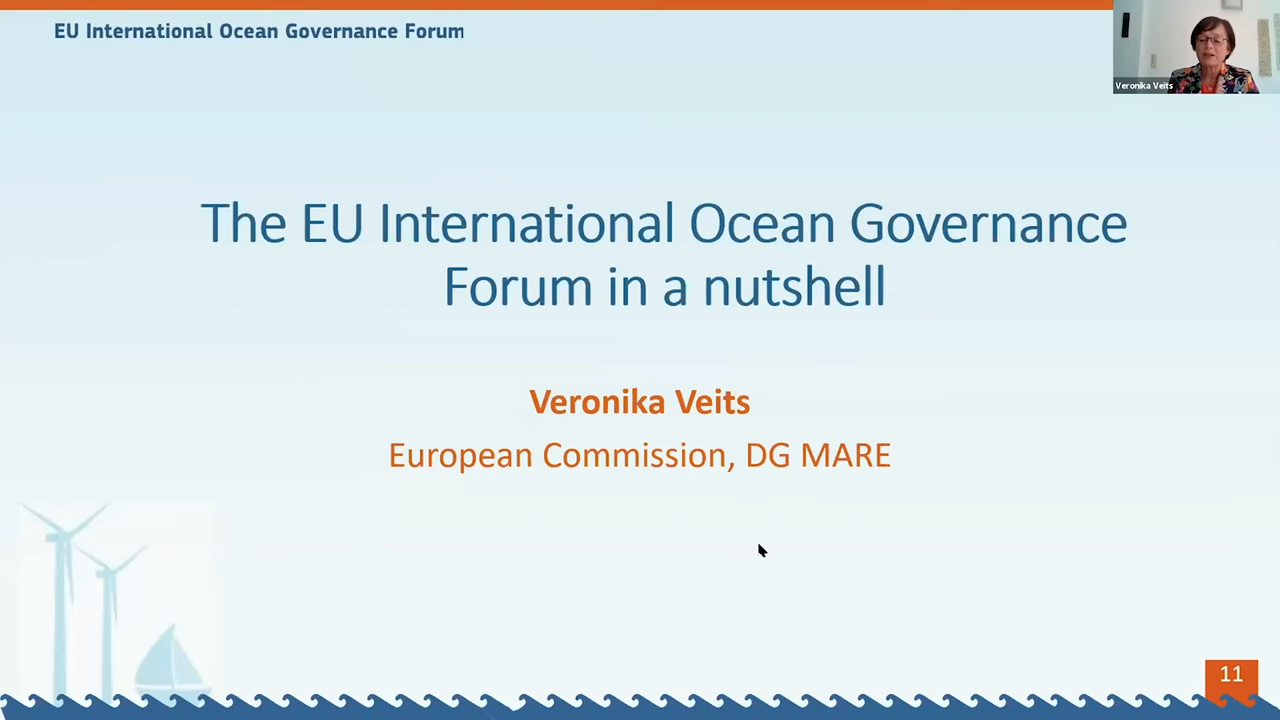 EU International Ocean Governance Forum
Veronika Veits
The EU International Ocean Governance
Forum in a nutshell
Veronika Veits
European Commission, DG MARE
11